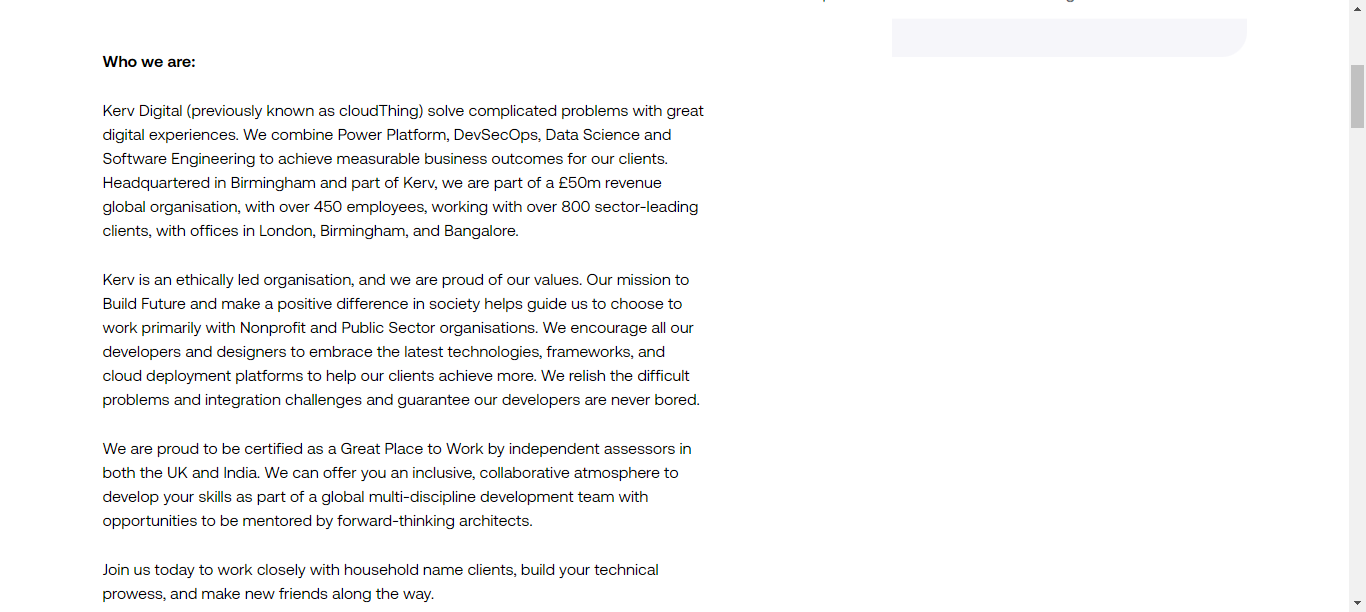 Who we are:
Kerv Digital (previously known as cloudThing) solve complicated problems with great
digital experiences. We combine Power Platform, DevSecOps, Data Science and
Software Engineering to achieve measurable business outcomes for our clients.
Headquartered in Birmingham and part of Kerv, we are part of a £50m revenue
global organisation, with over 450 employees, working with over 800 sector-leading
clients, with offices in London, Birmingham, and Bangalore.
Kerv is an ethically led organisation, and we are proud of our values. Our mission to
Build Future and make a positive difference in society helps guide us to choose to
work primarily with Nonprofit and Public Sector organisations. We encourage all our
developers and designers to embrace the latest technologies, frameworks, and
cloud deployment platforms to help our clients achieve more. We relish the difficult
problems and integration challenges and guarantee our developers are never bored.
We are proud to be certified as a Great Place to Work by independent assessors in
both the UK and India. We can offer you an inclusive, collaborative atmosphere to
develop your skills as part of a global multi-discipline development team with
opportunities to be mentored by forward-thinking architects.
Join us today to work closely with household name clients, build your technical
prowess, and make new friends along the way.